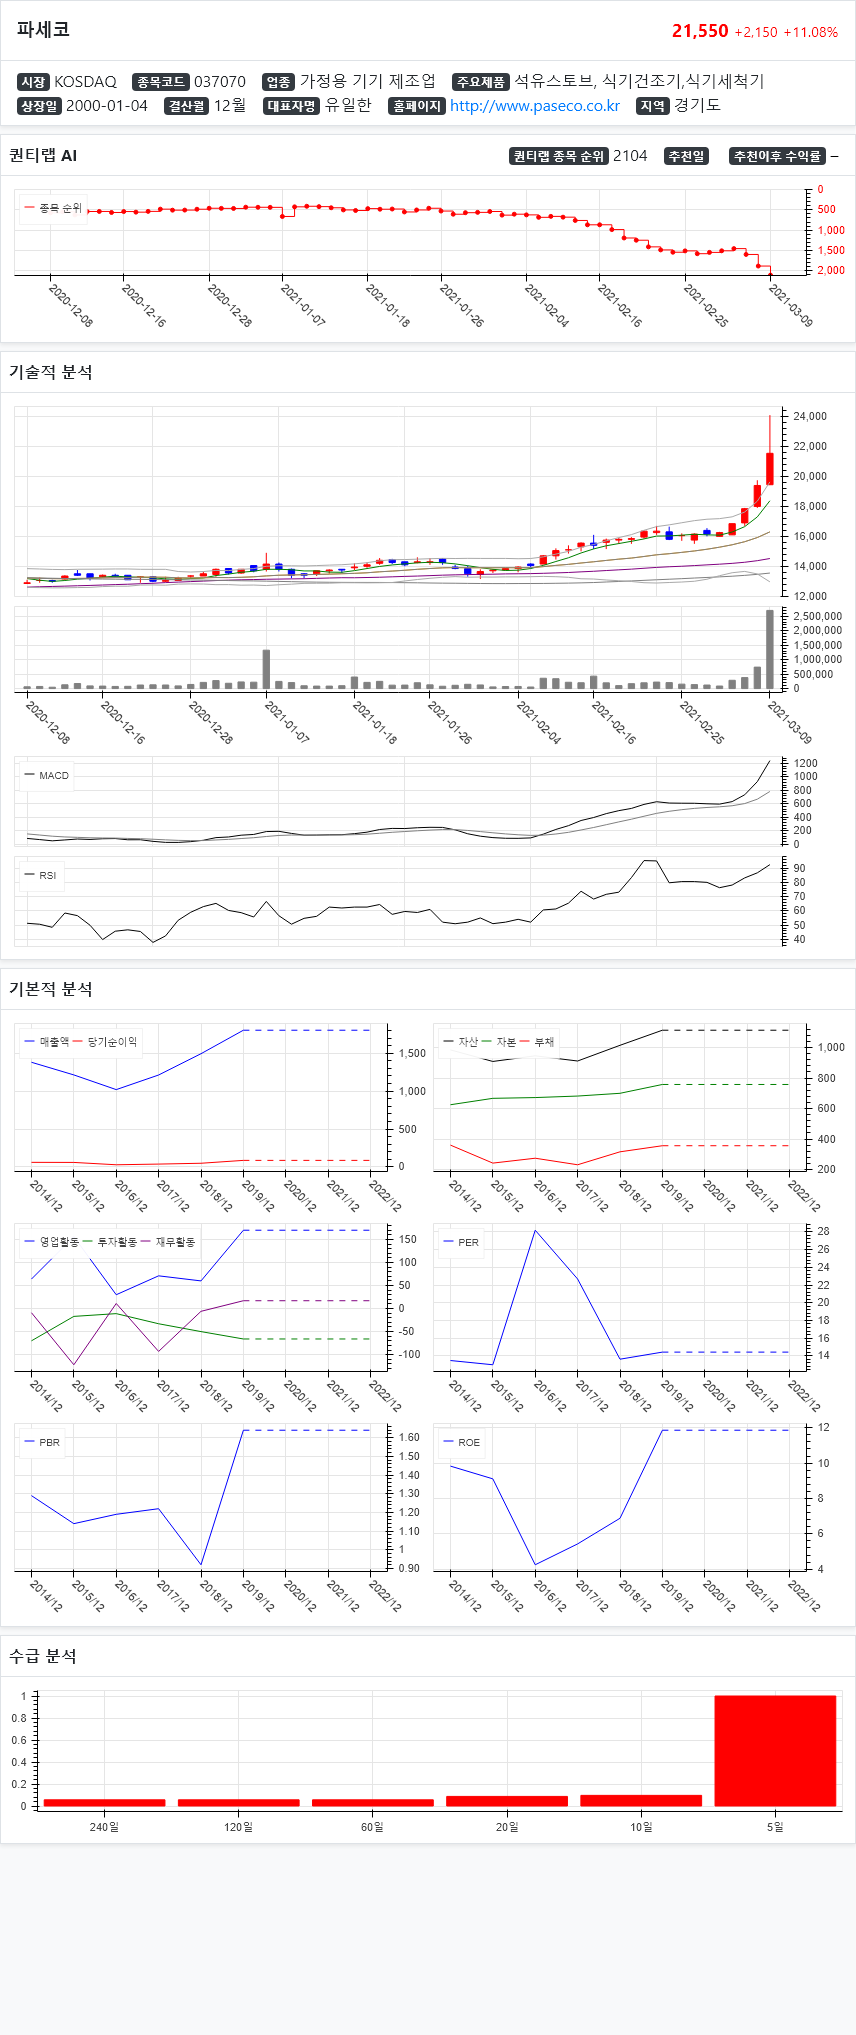 파세코
21,550 +2,150 +11.08%
시장 KOSDAQ 종목코드 037070 업종 가정용 기기 제조업 주요제품 석유스토브, 식기건조기,식기세척기
상장일 2000-01-04 결산월 12월 대표자명 유일한 홈페이지 http://www.paseco.co.kr 지역 경기도
퀀티랩 AI
퀀티랩 종목 순위 2104 추천일 추천이후 수익률 –
종목 순위
0
500
1,000
1,500
2,000
2020-12-08 2020-12-16 2020-12-28 2021-01-07 2021-01-18 2021-01-26 2021-02-04 2021-02-16 2021-02-25 2021-03-09
기술적 분석
24,000
22,000
20,000
18,000
16,000
14,000
12,000
2,500,000
2,000,000
1,500,000
1,000,000
500,000
0
2020-12-08 2020-12-16 2020-12-28 2021-01-07 2021-01-18 2021-01-26 2021-02-04 2021-02-16 2021-02-25 2021-03-09
MACD
1200
1000
800
600
400
200
0
RSI
90
80
70
60
50
40
기본적 분석
매출액 당기순이익
1,500
1,000
500
0
2014/12 2015/12 2016/12 2017/12 2018/12 2019/12 2020/12 2021/12 2022/12
자산 자본 부채
1,000
800
600
400
200
2014/12 2015/12 2016/12 2017/12 2018/12 2019/12 2020/12 2021/12 2022/12
영업활동 투자활동 재무활동
150
100
50
0
-50
-100
2014/12 2015/12 2016/12 2017/12 2018/12 2019/12 2020/12 2021/12 2022/12
PER
28
26
24
22
20
18
16
14
2014/12 2015/12 2016/12 2017/12 2018/12 2019/12 2020/12 2021/12 2022/12
PBR
1.60
1.50
1.40
1.30
1.20
1.10
1
0.90
2014/12 2015/12 2016/12 2017/12 2018/12 2019/12 2020/12 2021/12 2022/12
ROE
12
10
8
6
4
2014/12 2015/12 2016/12 2017/12 2018/12 2019/12 2020/12 2021/12 2022/12
수급 분석
1
0.8
0.6
0.4
0.2
0
240일 120일 60일 20일 10일 5일